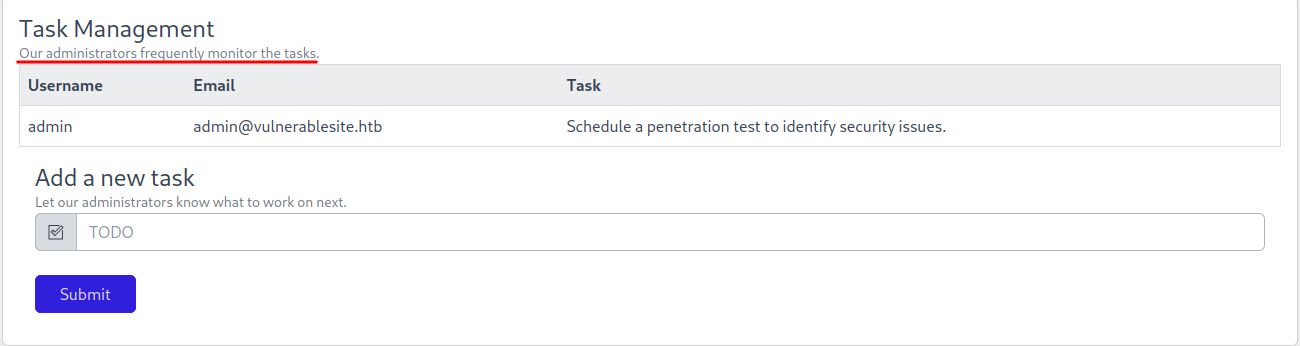 Task Management
Our administrators frequently monitor the tasks.
Username Email Task
admin admin@vulnerablesite.htb Schedule a penetration test to identify security issues.
Add a new task
Let our administrators know what to work on next.
TODO
Submit